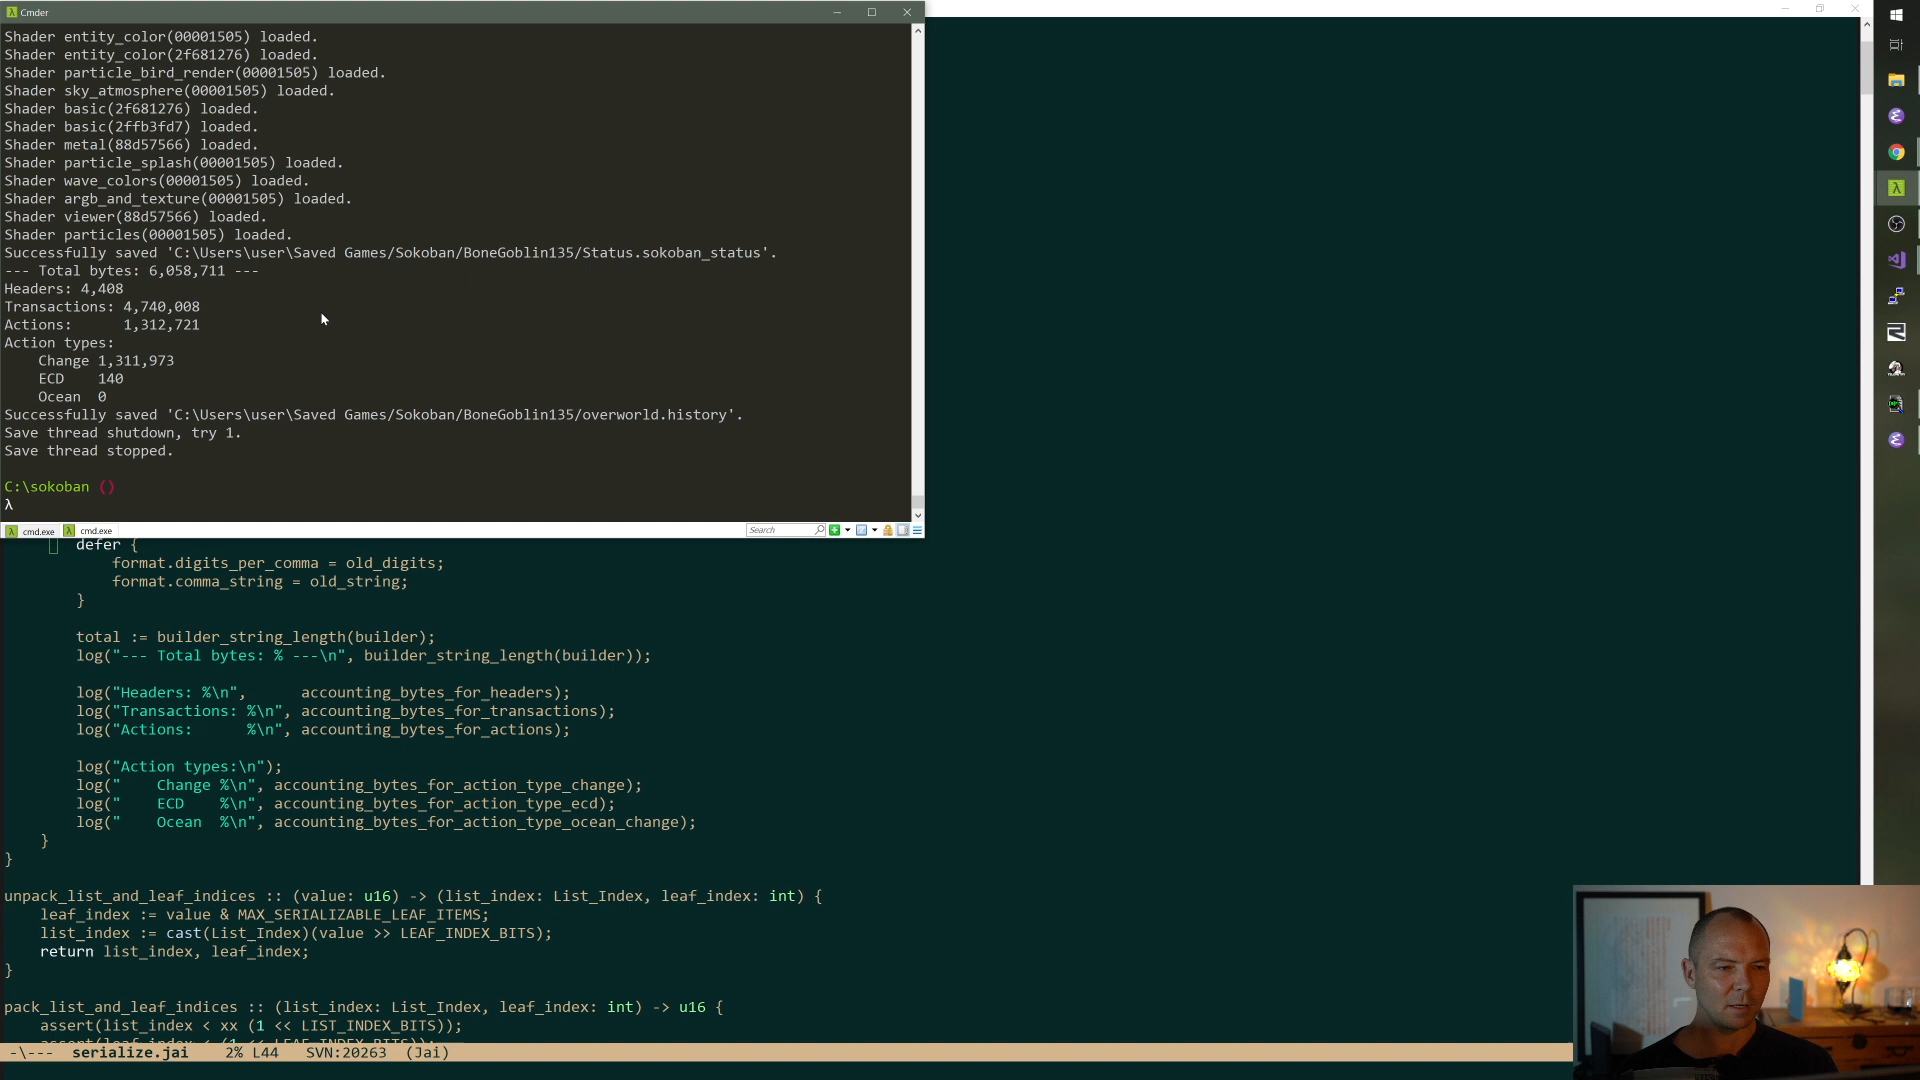 Cmder
Shader entity_color(00001505) loaded.
Shader entity_color(2f681276) loaded.
Shader particle_bird_render(00001505) loaded.
Shader sky_atmosphere(00001505) loaded.
Shader basic(2f681276) loaded.
Shader basic(2ffb3fd7) loaded.
Shader metal(88d57566) loaded.
Shader particle_splash(00001505) loaded.
Shader wave_colors(00001505) loaded.
Shader argb_and_texture(00001505) loaded.
Shader viewer(88d57566) loaded.
Shader particles(00001505) loaded.
Successfully saved 'C:\Users\user\Saved Games/Sokoban/BoneGoblin135/Status.sokoban_status'.
--- Total bytes: 6,058,711 ---
Headers: 4,408
Transactions: 4,740,008
Actions:      1,312,721
Action types:
    Change 1,311,973
    ECD    140
    Ocean  0
Successfully saved 'C:\Users\user\Saved Games/Sokoban/BoneGoblin135/overworld.history'.
Save thread shutdown, try 1.
Save thread stopped.
C:\sokoban ()
λ
cmd.exe cmd.exe Search
defer {
format.digits_per_comma = old_digits;
format.comma_string = old_string;
}
total := builder_string_length(builder);
log("--- Total bytes: % ---\n", builder_string_length(builder));
log("Headers: %\n",      accounting_bytes_for_headers);
log("Transactions: %\n", accounting_bytes_for_transactions);
log("Actions:      %\n", accounting_bytes_for_actions);
log("Action types:\n");
log("    Change %\n", accounting_bytes_for_action_type_change);
log("    ECD    %\n", accounting_bytes_for_action_type_ecd);
log("    Ocean  %\n", accounting_bytes_for_action_type_ocean_change);
}
}
unpack_list_and_leaf_indices :: (value: u16) -> (list_index: List_Index, leaf_index: int) {
leaf_index := value & MAX_SERIALIZABLE_LEAF_ITEMS;
list_index := cast(List_Index)(value >> LEAF_INDEX_BITS);
return list_index, leaf_index;
}
pack_list_and_leaf_indices :: (list_index: List_Index, leaf_index: int) -> u16 {
assert(list_index < xx (1 << LIST_INDEX_BITS));
assert(leaf_index < (1 << LEAF_INDEX_BITS));
-\--- serialize.jai 2% L44 SVN:20263 (Jai)